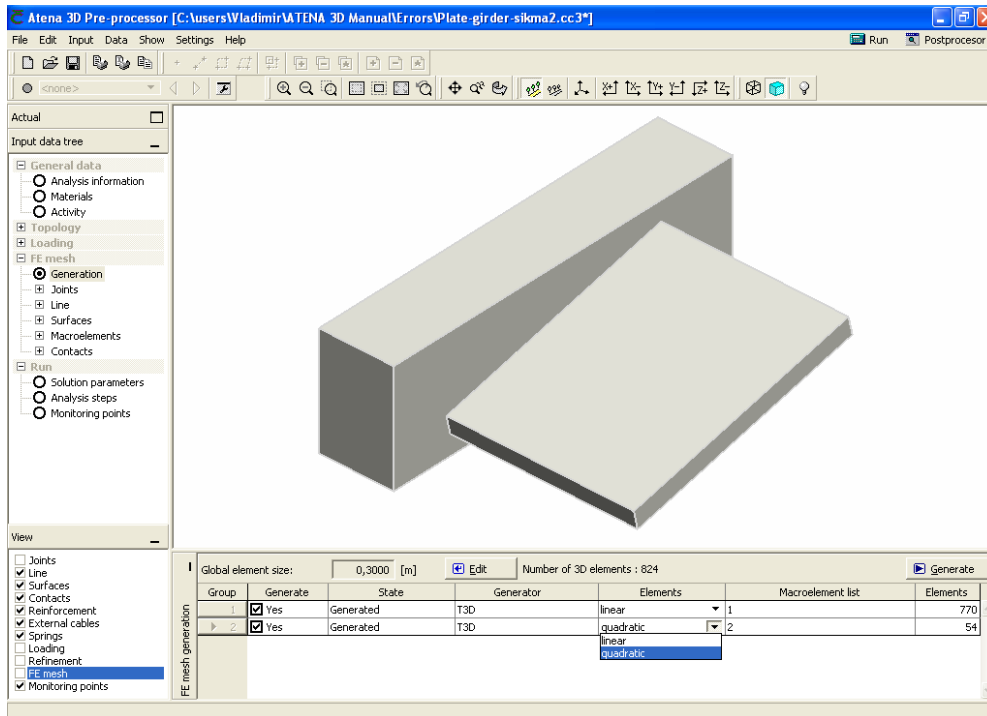 Atena 3D Pre-processor [C:\users\Vladimir\ATENA 3D Manual\Errors\Plate-girder-sikma2.cc3*]
File Edit Input Data Show Settings Help
Run Postprocesor
<none>
X+ X- Y+ Y- Z+ Z-
Actual
Input data tree
General data
Analysis information
Materials
Activity
Topology
Loading
FE mesh
Generation
Joints
Line
Surfaces
Macroelements
Contacts
Run
Solution parameters
Analysis steps
Monitoring points
View
Joints
Line
Surfaces
Contacts
Reinforcement
External cables
Springs
Loading
Refinement
FE mesh
Monitoring points
FE mesh generation
Global element size: 0,3000 [m] Edit Number of 3D elements : 824 Generate
Group Generate State Generator Elements Macroelement list Elements
1 Yes Generated T3D linear 1 770
2 Yes Generated T3D quadratic 2 54
linear
quadratic